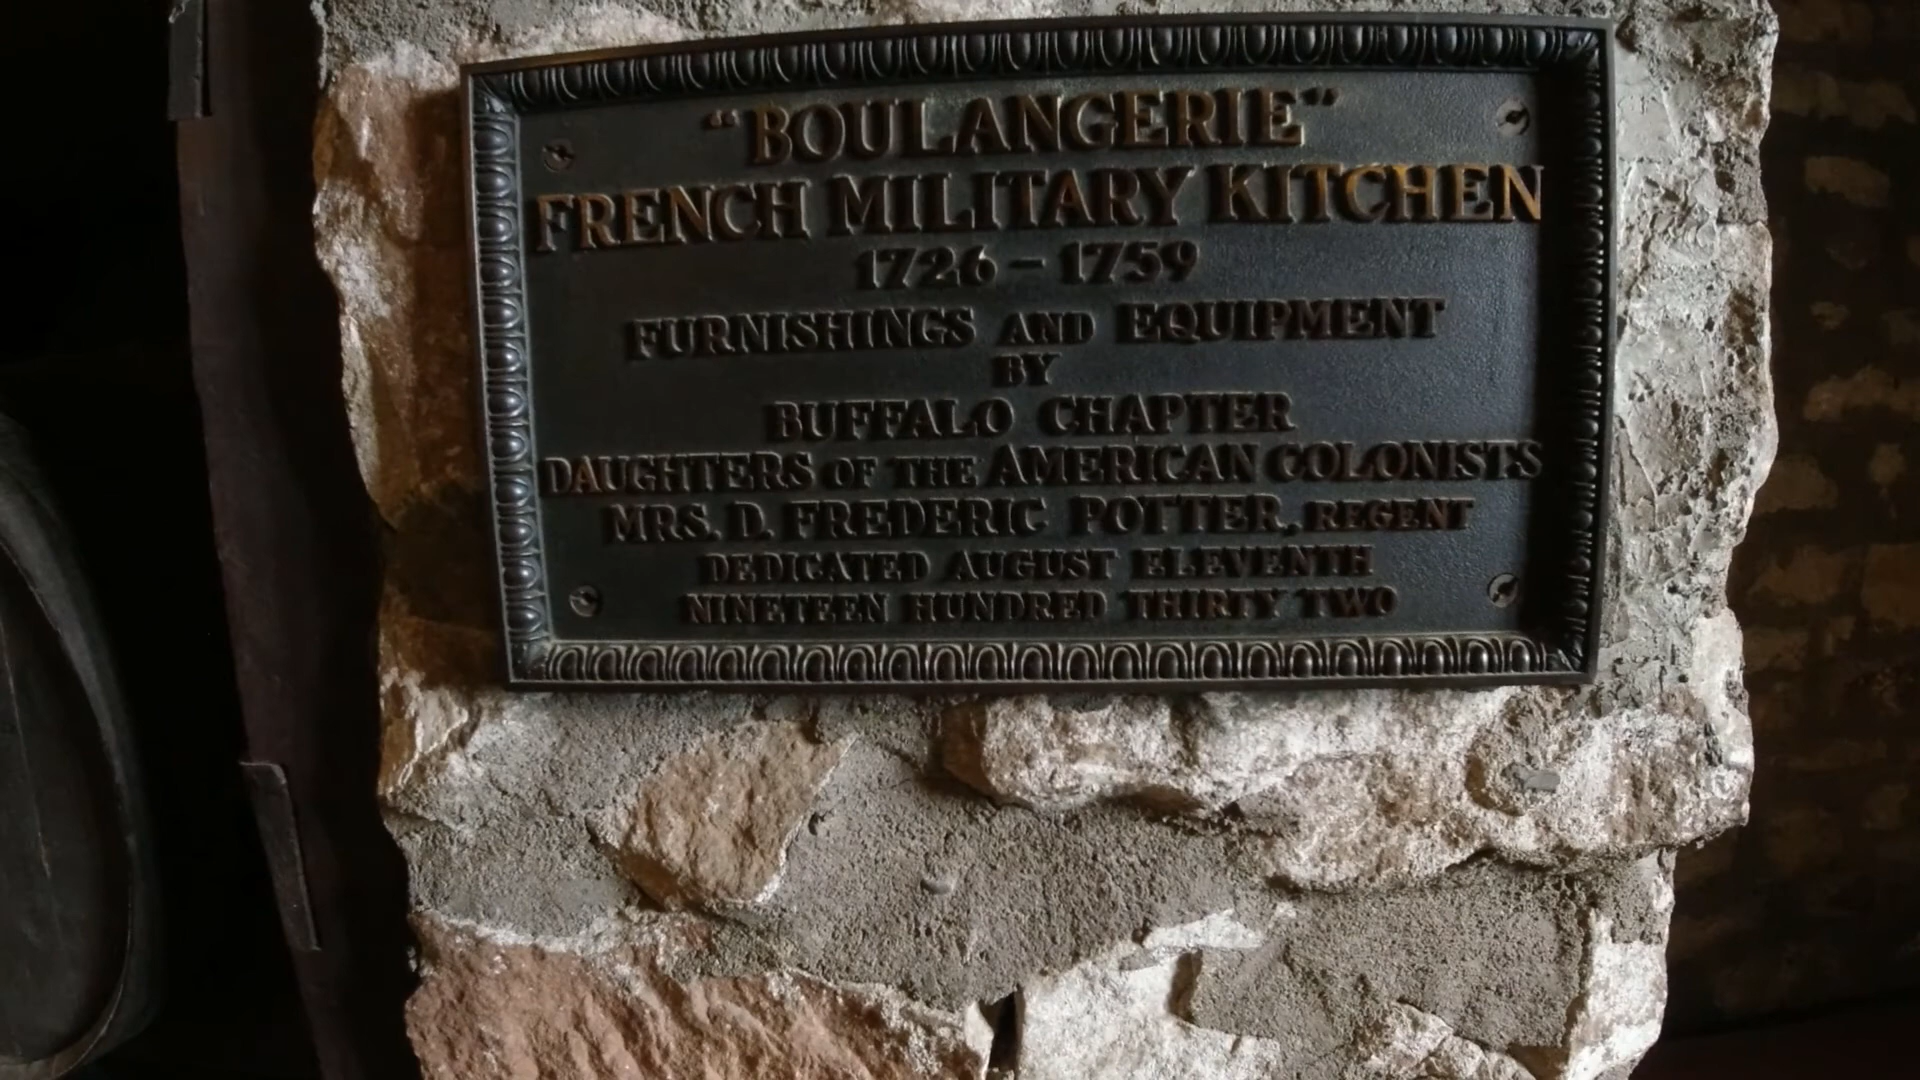 “BOULANGERIE”
FRENCH MILITARY KITCHEN
1726 – 1759
FURNISHINGS AND EQUIPMENT
BY
BUFFALO CHAPTER
DAUGHTERS OF THE AMERICAN COLONISTS
MRS. D. FREDERIC POTTER, REGENT
DEDICATED AUGUST ELEVENTH
NINETEEN HUNDRED THIRTY TWO